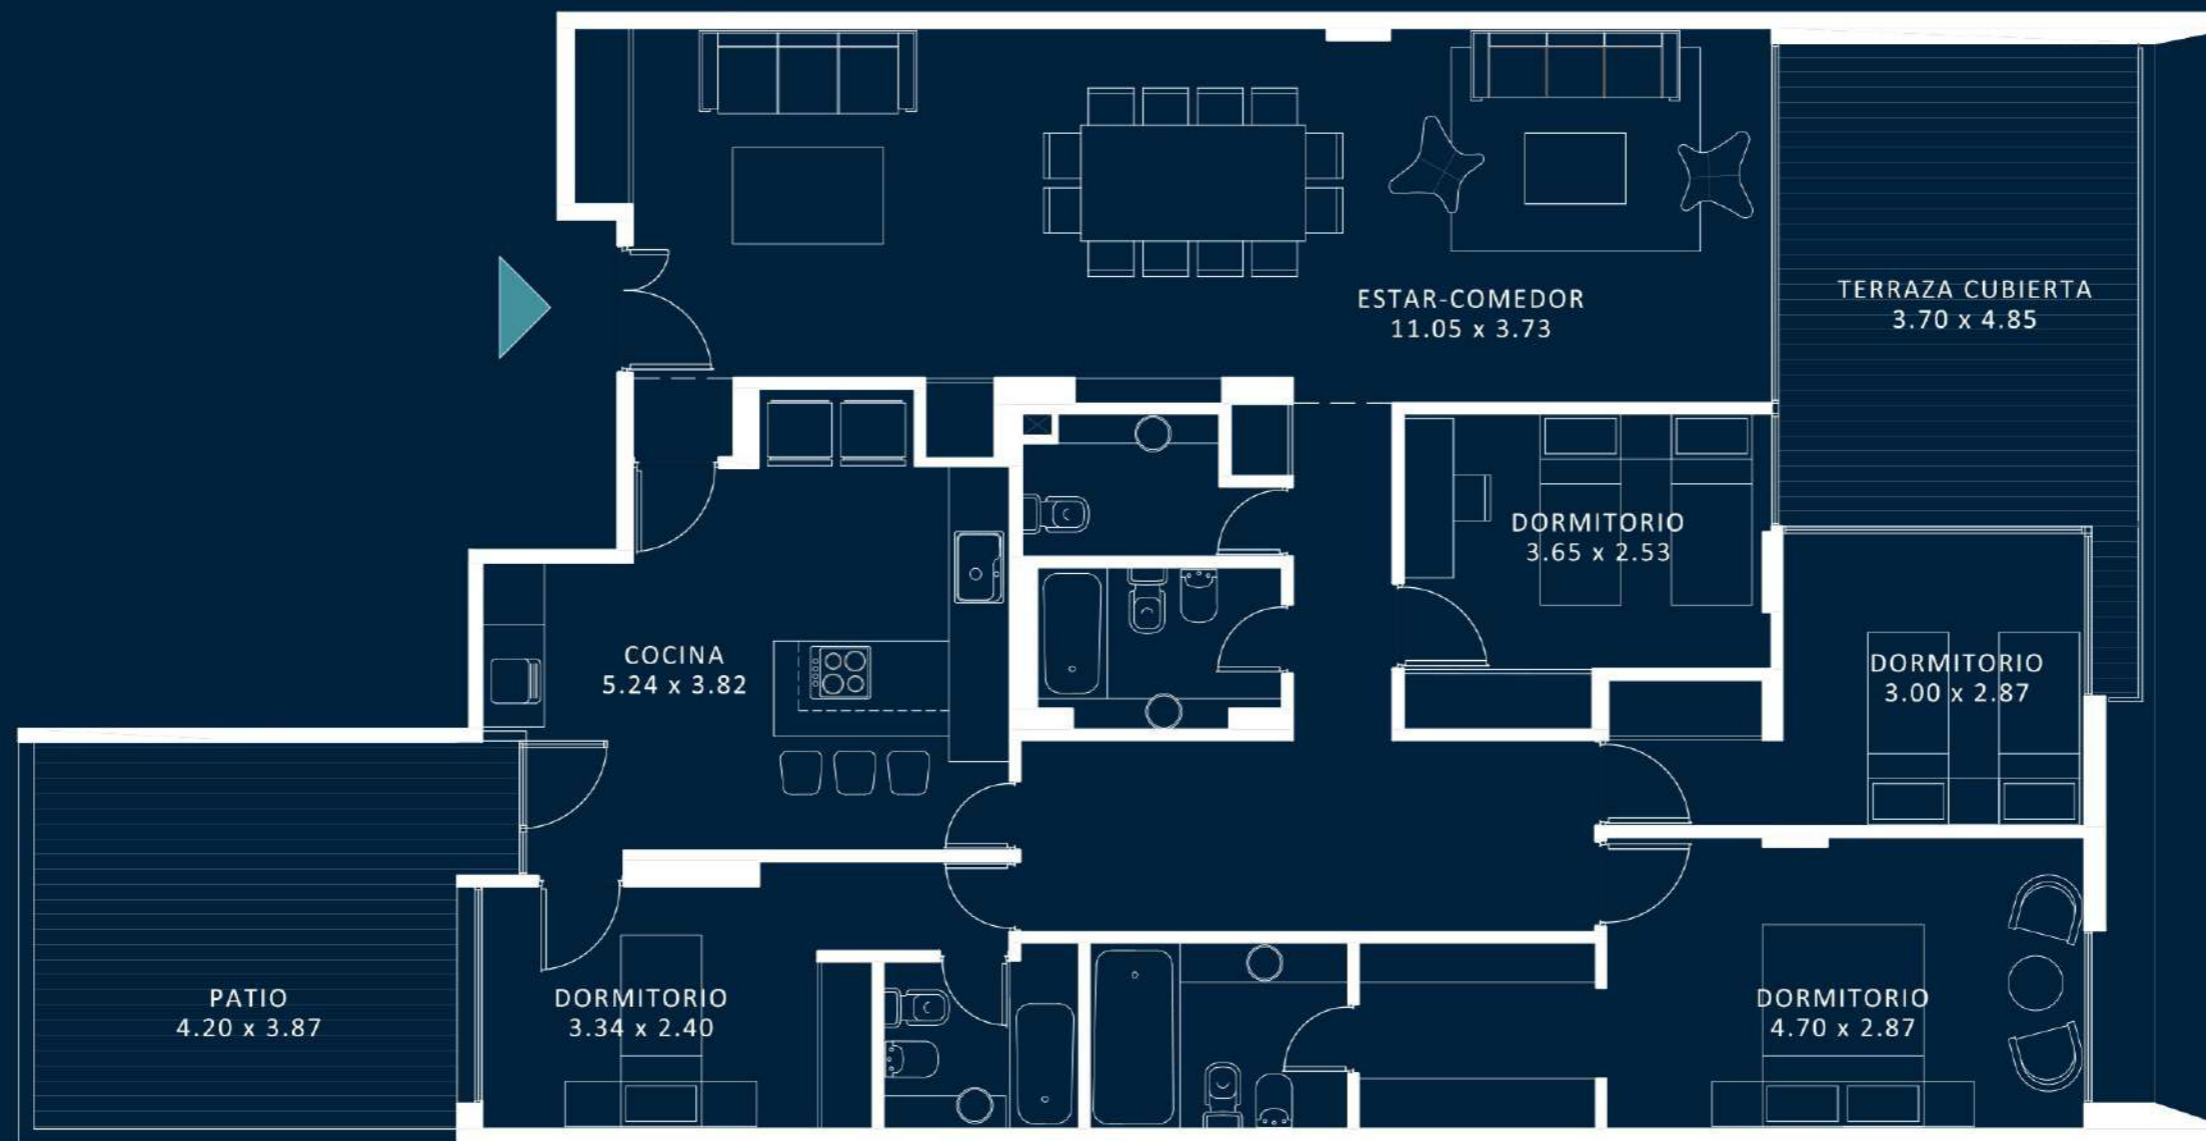 ESTAR-COMEDOR
11.05 x 3.73
TERRAZA CUBIERTA
3.70 x 4.85
DORMITORIO
3.65 x 2.53
COCINA
5.24 x 3.82
DORMITORIO
3.00 x 2.87
PATIO
4.20 x 3.87
DORMITORIO
3.34 x 2.40
DORMITORIO
4.70 x 2.87